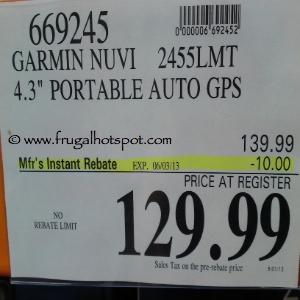 0000006692452
669245
GARMIN NUVI 2455LMT
4.3" PORTABLE AUTO GPS
www.frugalhotspot.com
139.99
Mfr's Instant Rebate EXP. 06/03/13 -10.00
PRICE AT REGISTER
NO
REBATE LIMIT
129.99
Sales Tax on the pre-rebate price